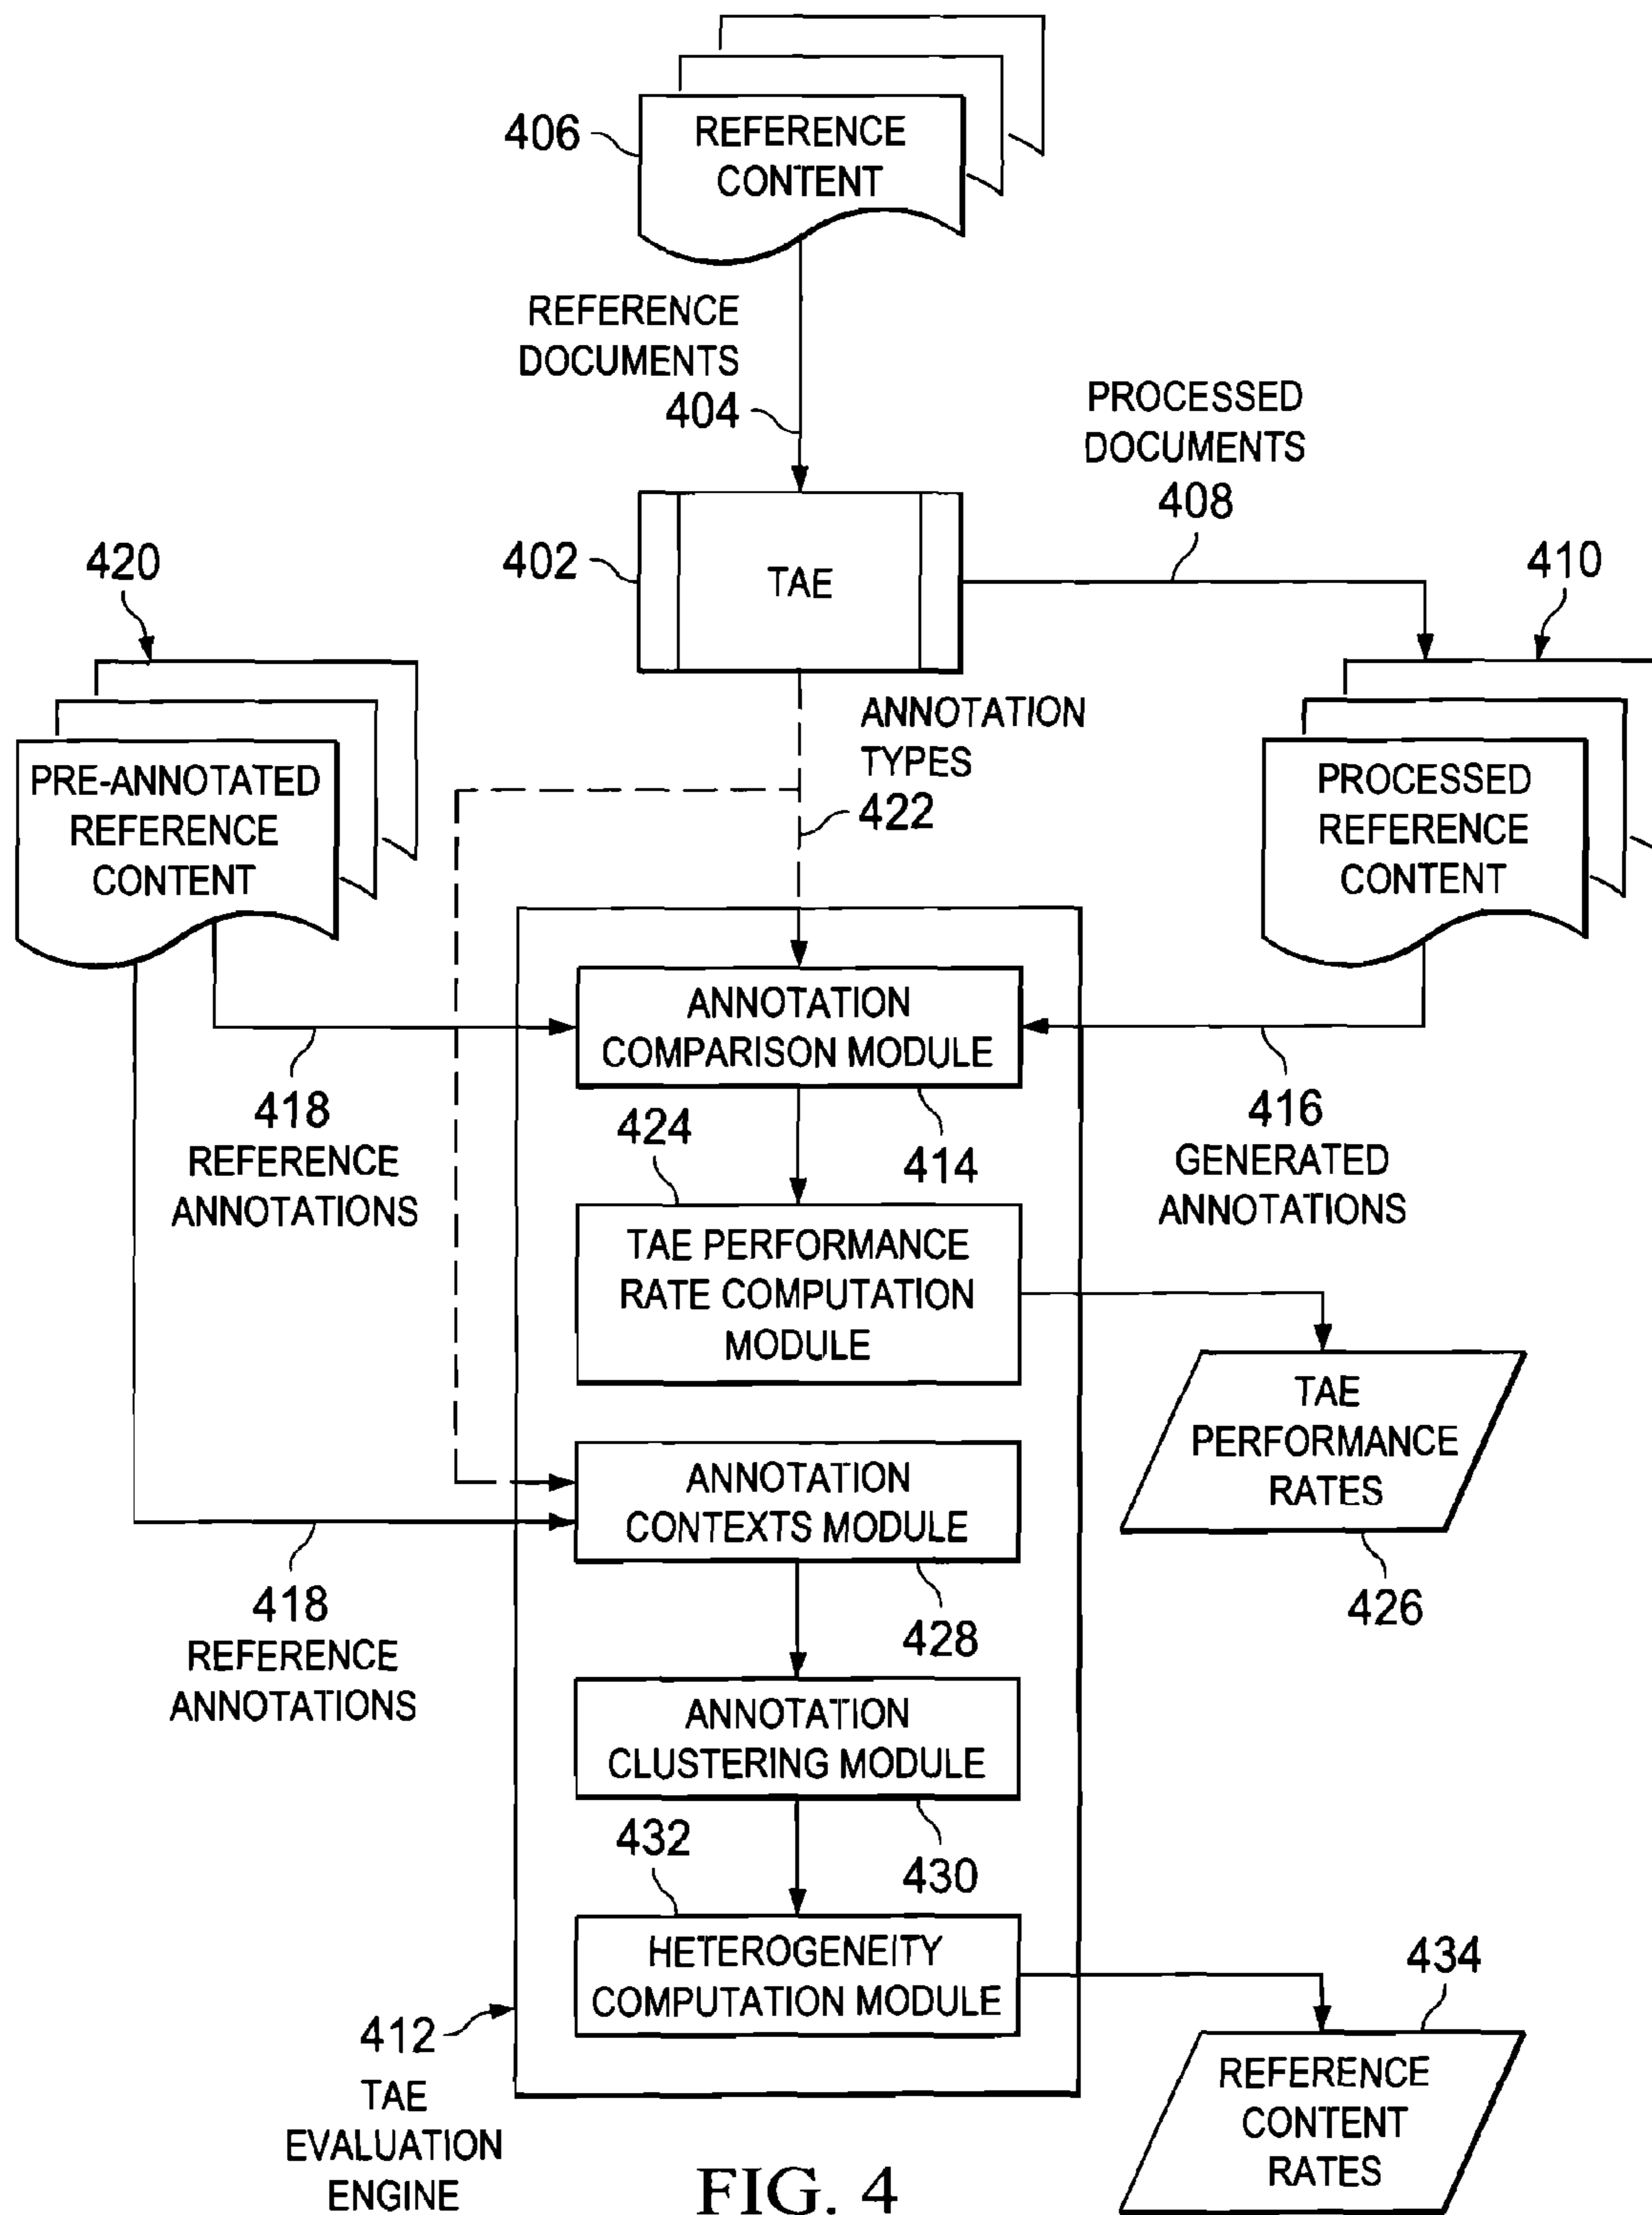 406
REFERENCE
CONTENT
REFERENCE
DOCUMENTS
404
PROCESSED
DOCUMENTS
408
420
402
TAE
410
ANNOTATION
TYPES
422
PRE-ANNOTATED
REFERENCE
CONTENT
PROCESSED
REFERENCE
CONTENT
ANNOTATION
COMPARISON MODULE
418
REFERENCE
ANNOTATIONS
424
414
416
GENERATED
ANNOTATIONS
TAE PERFORMANCE
RATE COMPUTATION
MODULE
TAE
PERFORMANCE
RATES
426
ANNOTATION
CONTEXTS MODULE
418
REFERENCE
ANNOTATIONS
428
ANNOTATION
CLUSTERING MODULE
432
430
HETEROGENEITY
COMPUTATION MODULE
434
412
TAE
EVALUATION
ENGINE
REFERENCE
CONTENT
RATES
FIG. 4